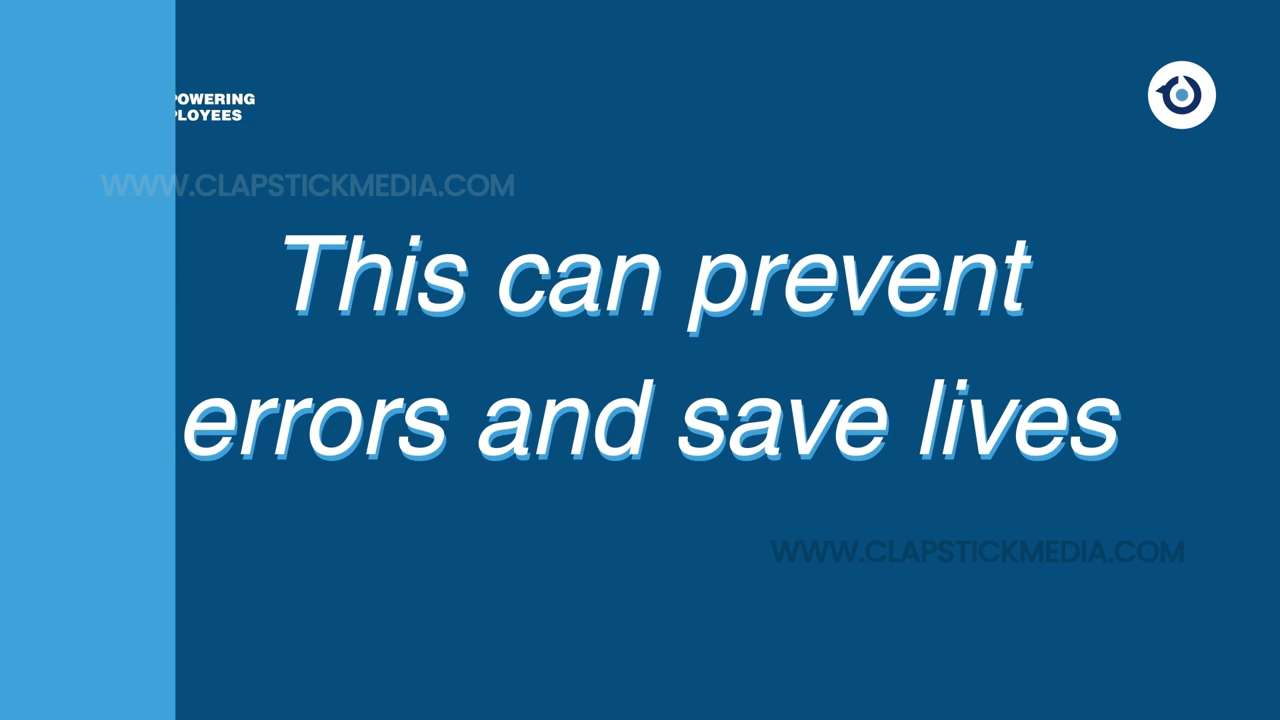 POWERING
PLOYEES
WWW.CLAPSTICKMEDIA.COM
This can prevent
errors and save lives
WWW.CLAPSTICKMEDIA.COM